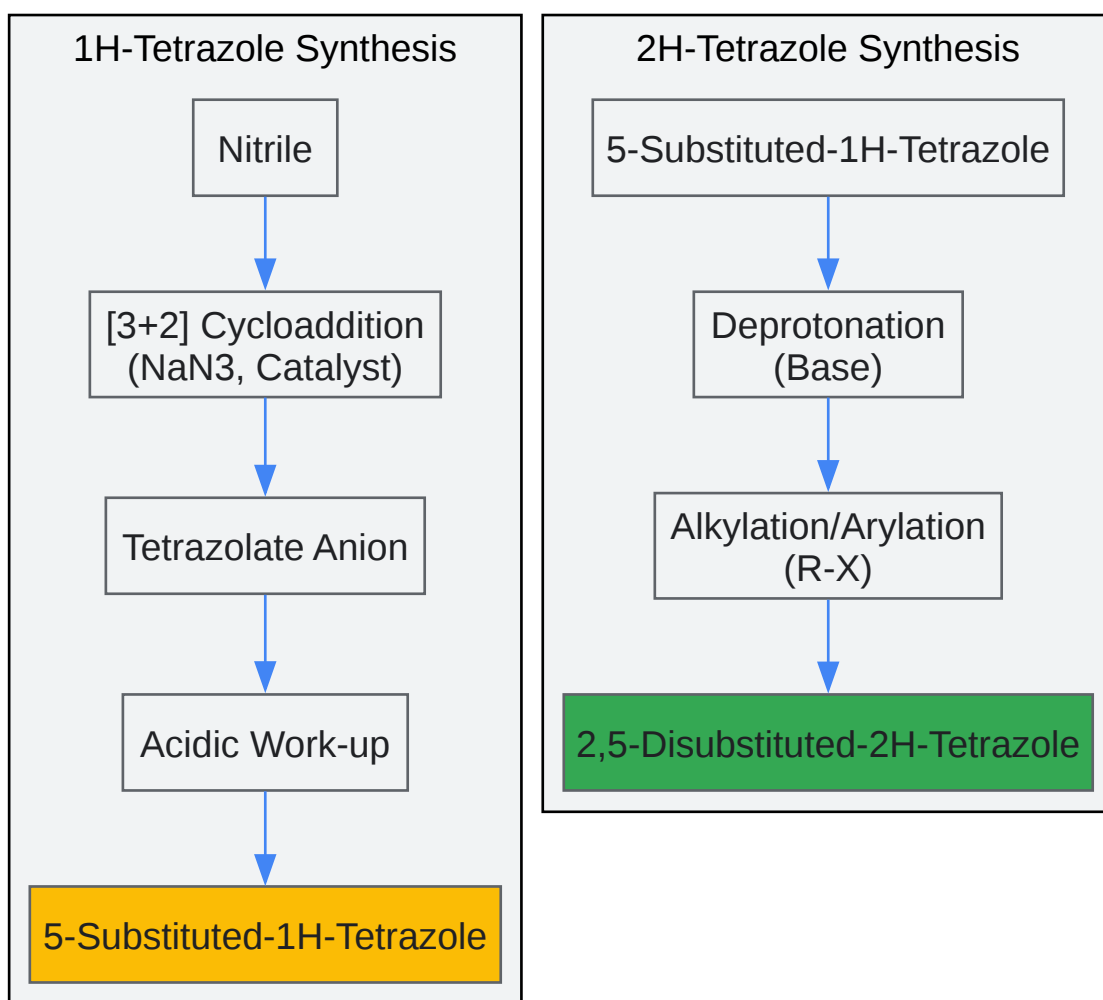 1H-Tetrazole Synthesis
Nitrile
[3+2] Cycloaddition
(NaN3, Catalyst)
Tetrazolate Anion
Acidic Work-up
5-Substituted-1H-Tetrazole
2H-Tetrazole Synthesis
5-Substituted-1H-Tetrazole
Deprotonation
(Base)
Alkylation/Arylation
(R-X)
2,5-Disubstituted-2H-Tetrazole